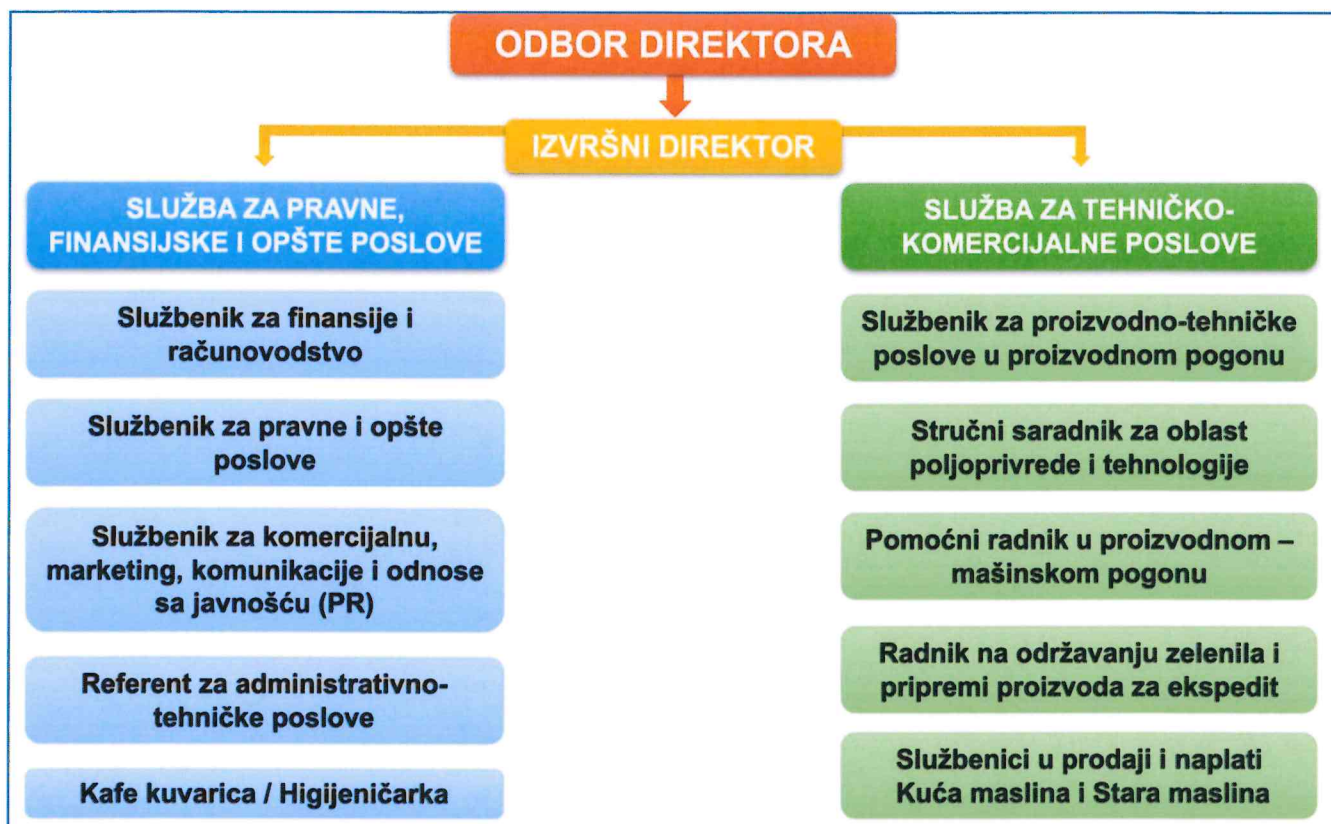 ODBOR DIREKTORA
IZVRŠNI DIREKTOR
SLUŽBA ZA PRAVNE,
FINANSIJSKE I OPŠTE POSLOVE
Službenik za finansije i
računovodstvo
Službenik za pravne i opšte
poslove
Službenik za komercijalnu,
marketing, komunikacije i odnose
sa javnošću (PR)
Referent za administrativno-
tehničke poslove
Kafe kuvarica / Higijeničarka
SLUŽBA ZA TEHNIČKO-
KOMERCIJALNE POSLOVE
Službenik za proizvodno-tehničke
poslove u proizvodnom pogonu
Stručni saradnik za oblast
poljoprivrede i tehnologije
Pomoćni radnik u proizvodnom –
mašinskom pogonu
Radnik na održavanju zelenila i
pripremi proizvoda za ekspedit
Službenici u prodaji i naplati
Kuća maslina i Stara maslina